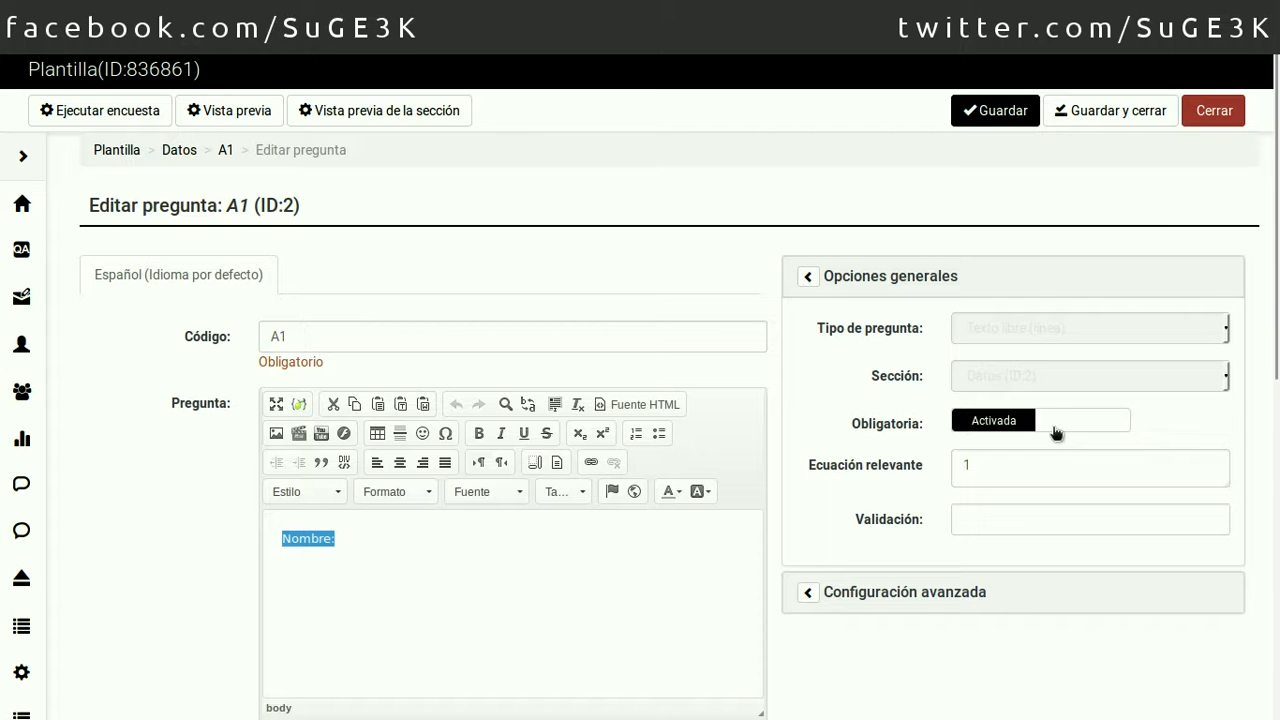 facebook.com/SuGE3K
twitter.com/SuGE3K
Plantilla(ID:836861)
Ejecutar encuesta
Vista previa
Vista previa de la sección
Guardar
Guardar y cerrar
Cerrar
Plantilla > Datos > A1 > Editar pregunta
Editar pregunta: A1 (ID:2)
Español (Idioma por defecto)
Código:
A1
Obligatorio
Pregunta:
Fuente HTML
Estilo
Formato
Fuente
Ta...
Nombre:
body
Opciones generales
Tipo de pregunta:
Texto libre (línea)
Sección:
Datos (ID:2)
Obligatoria:
Activada
Ecuación relevante
1
Validación:
Configuración avanzada